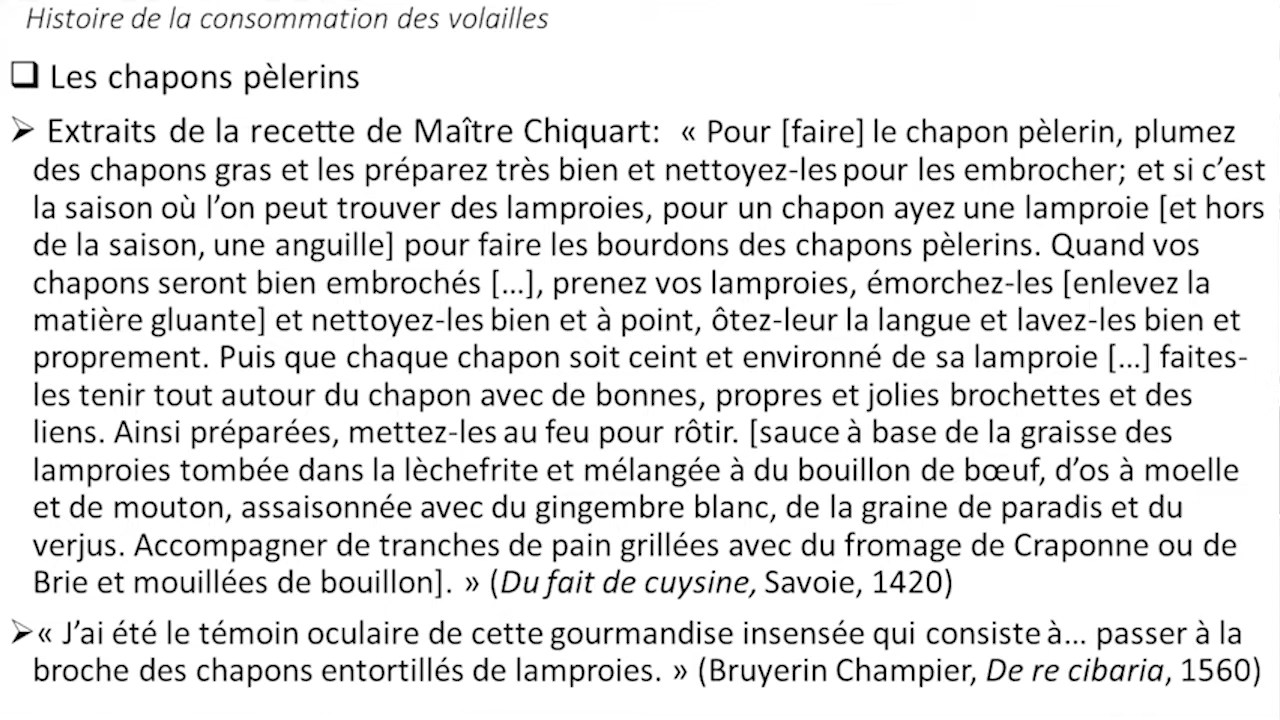 Histoire de la consommation des volailles
❑ Les chapons pèlerins
➢ Extraits de la recette de Maître Chiquart: « Pour [faire] le chapon pèlerin, plumez
des chapons gras et les préparez très bien et nettoyez-les pour les embrocher; et si c’est
la saison où l’on peut trouver des lamproies, pour un chapon ayez une lamproie [et hors
de la saison, une anguille] pour faire les bourdons des chapons pèlerins. Quand vos
chapons seront bien embrochés […], prenez vos lamproies, émorchez-les [enlevez la
matière gluante] et nettoyez-les bien et à point, ôtez-leur la langue et lavez-les bien et
proprement. Puis que chaque chapon soit ceint et environné de sa lamproie […] faites-
les tenir tout autour du chapon avec de bonnes, propres et jolies brochettes et des
liens. Ainsi préparées, mettez-les au feu pour rôtir. [sauce à base de la graisse des
lamproies tombée dans la lèchefrite et mélangée à du bouillon de bœuf, d’os à moelle
et de mouton, assaisonnée avec du gingembre blanc, de la graine de paradis et du
verjus. Accompagner de tranches de pain grillées avec du fromage de Craponne ou de
Brie et mouillées de bouillon]. » (Du fait de cuysine, Savoie, 1420)
➢ « J’ai été le témoin oculaire de cette gourmandise insensée qui consiste à… passer à la
broche des chapons entortillés de lamproies. » (Bruyerin Champier, De re cibaria, 1560)